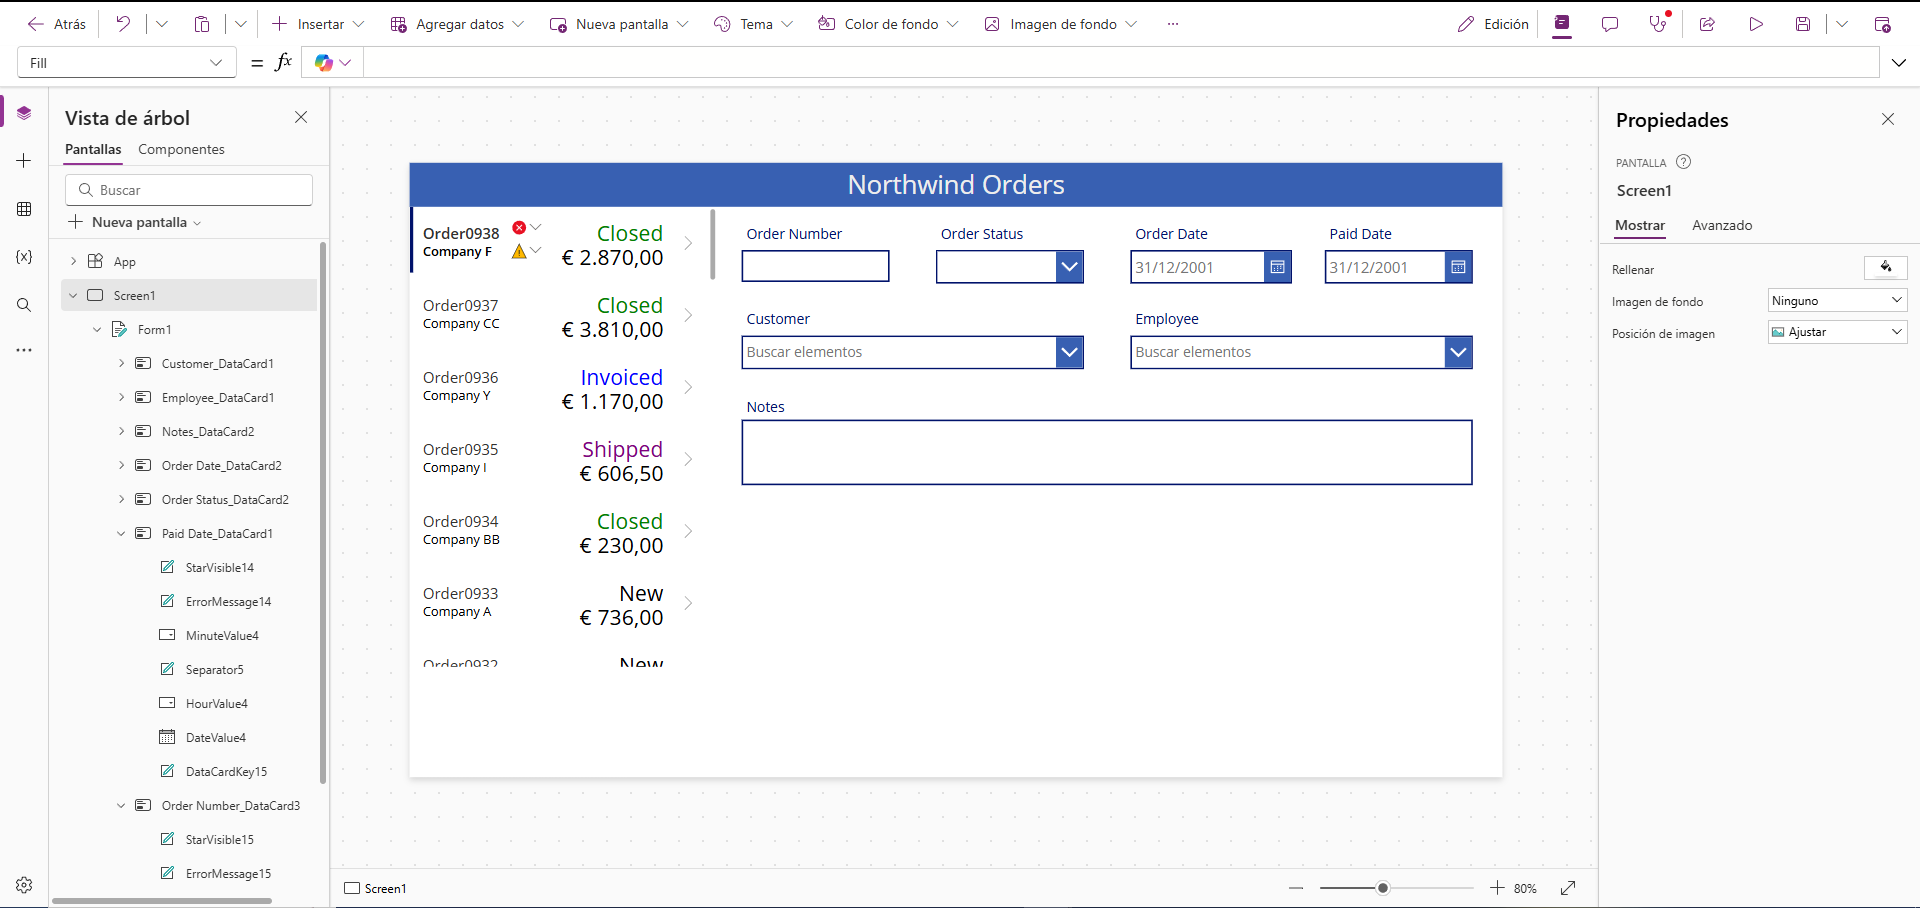 Atrás
Insertar
Agregar datos
Nueva pantalla
Tema
Color de fondo
Imagen de fondo
Edición
Fill
= fx
Vista de árbol
Pantallas
Componentes
Buscar
Nueva pantalla
App
Screen1
Form1
Customer_DataCard1
Employee_DataCard1
Notes_DataCard2
Order Date_DataCard2
Order Status_DataCard2
Paid Date_DataCard1
StarVisible14
ErrorMessage14
MinuteValue4
Separator5
HourValue4
DateValue4
DataCardKey15
Order Number_DataCard3
StarVisible15
ErrorMessage15
Northwind Orders
Order0938
Closed
Company F
€ 2.870,00
Order0937
Closed
Company CC
€ 3.810,00
Order0936
Invoiced
Company Y
€ 1.170,00
Order0935
Shipped
Company I
€ 606,50
Order0934
Closed
Company BB
€ 230,00
Order0933
New
Company A
€ 736,00
Order0932
New
Order Number
Order Status
Order Date
Paid Date
31/12/2001
31/12/2001
Customer
Employee
Buscar elementos
Buscar elementos
Notes
Screen1
80%
Propiedades
PANTALLA
Screen1
Mostrar
Avanzado
Rellenar
Imagen de fondo
Ninguno
Posición de imagen
Ajustar